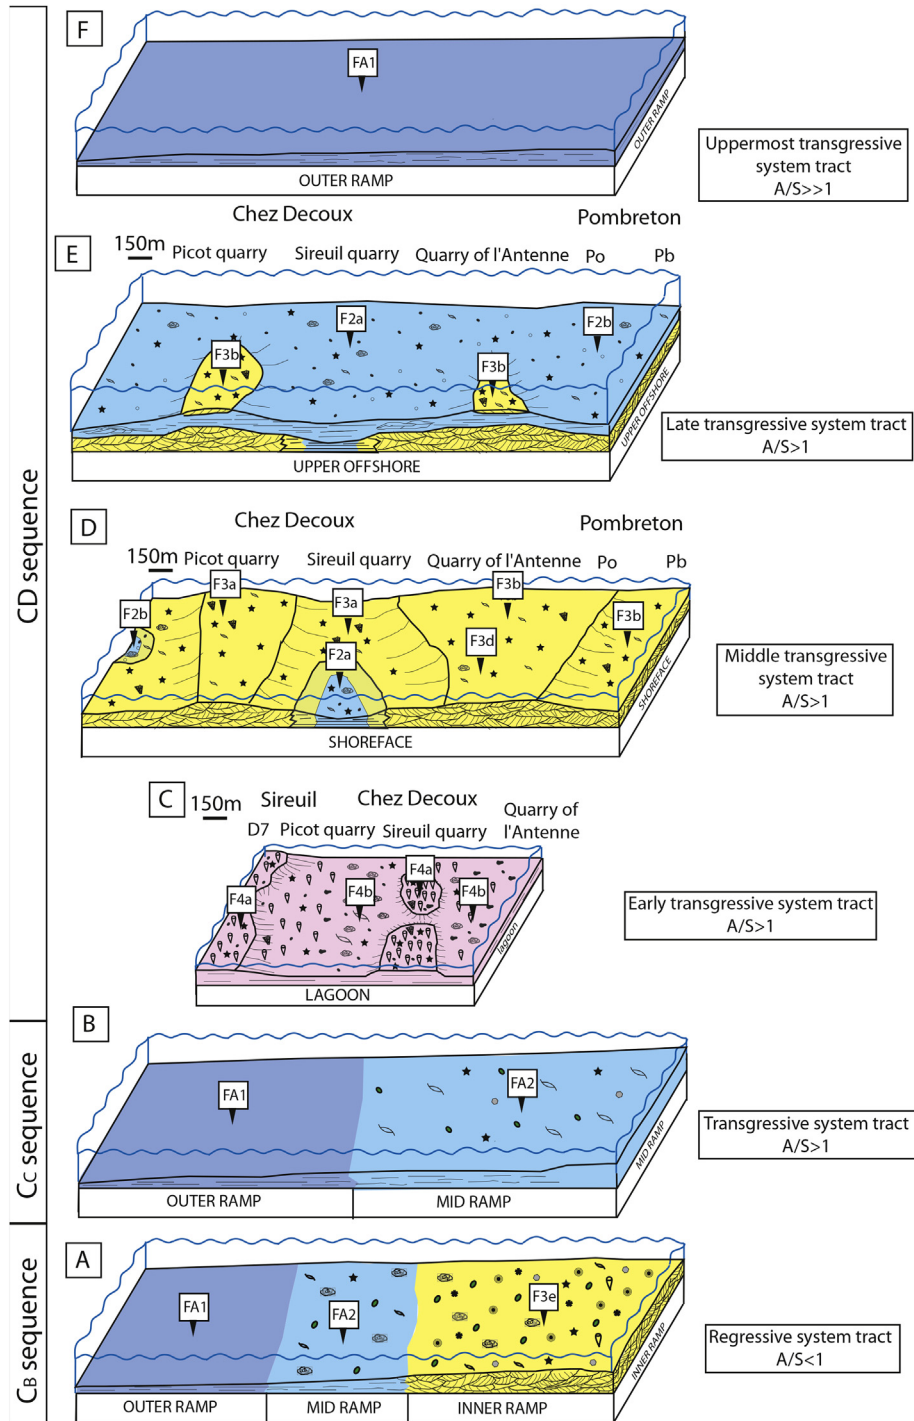 F
FA1
OUTER RAMP
OUTER RAMP
Uppermost transgressive
system tract
A/S>>1
Chez Decoux
Pombreton
E
150m
Picot quarry
Sireuil quarry
Quarry of l'Antenne
Po
Pb
F2a
F2b
F3b
F3b
UPPER OFFSHORE
UPPER OFFSHORE
Late transgressive system tract
A/S>1
CD sequence
D
Chez Decoux
Pombreton
150m
Picot quarry
Sireuil quarry
Quarry of l'Antenne
Po
Pb
F3a
F3b
F2b
F3a
F3b
F3d
F2a
SHOREFACE
SHOREFACE
Middle transgressive
system tract
A/S>1
C
150m
Sireuil
Chez Decoux
Quarry of
l'Antenne
D7
Picot quarry
Sireuil quarry
F4a
F4a
F4b
F4b
lagoon
LAGOON
Early transgressive system tract
A/S>1
CC sequence
B
FA1
FA2
OUTER RAMP
MID RAMP
MID RAMP
Transgressive system tract
A/S>1
CB sequence
A
FA1
FA2
F3e
OUTER RAMP
MID RAMP
INNER RAMP
INNER RAMP
Regressive system tract
A/S<1